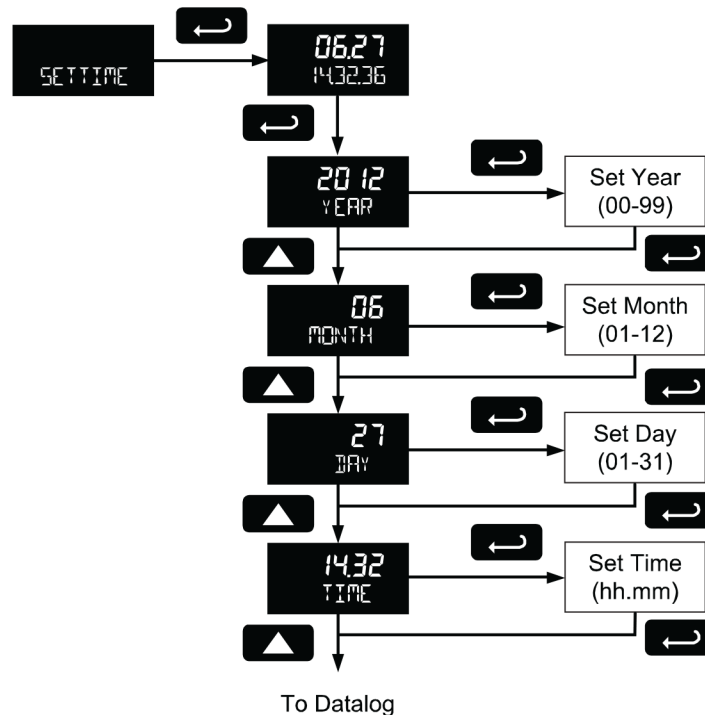 SETTIME
06.27
14.32.36
2012
YEAR
Set Year
(00-99)
06
MONTH
Set Month
(01-12)
27
DAY
Set Day
(01-31)
14.32
TIME
Set Time
(hh.mm)
To Datalog